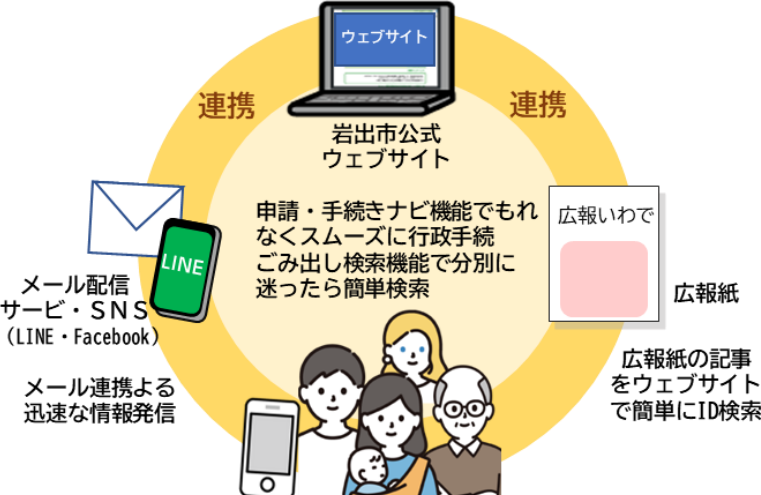 ウェブサイト
連携
連携
岩出市公式
ウェブサイト
申請・手続きナビ機能でもれ
なくスムーズに行政手続
ごみ出し検索機能で分別に
迷ったら簡単検索
広報いわで
LINE
メール配信
サービ・ＳＮＳ
（LINE・Facebook）
広報紙
メール連携よる
迅速な情報発信
広報紙の記事
をウェブサイト
で簡単にID検索